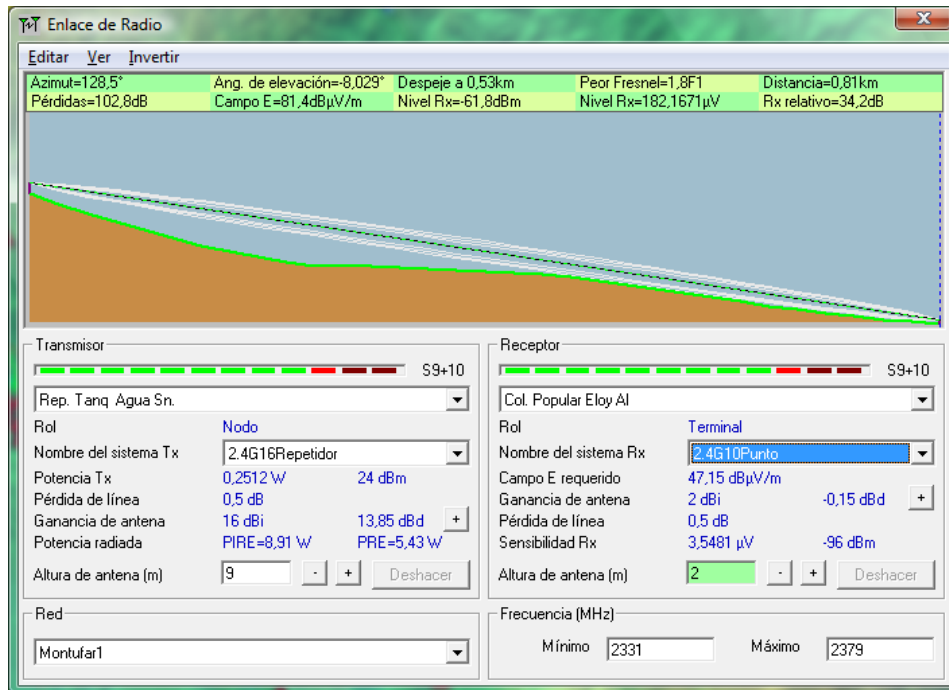 Enlace de Radio
Editar Ver Invertir
Azimut=128,5° Ang. de elevación=-8,029° Despeje a 0,53km Peor Fresnel=1,8F1 Distancia=0,81km
Pérdidas=102,8dB Campo E=81,4dBµV/m Nivel Rx=-61,8dBm Nivel Rx=182,1671µV Rx relativo=34,2dB
Transmisor
S9+10
Rep. Tanq Agua Sn.
Rol Nodo
Nombre del sistema Tx 2.4G16Repetidor
Potencia Tx 0,2512 W 24 dBm
Pérdida de línea 0,5 dB
Ganancia de antena 16 dBi 13,85 dBd +
Potencia radiada PIRE=8,91 W PRE=5,43 W
Altura de antena (m) 9 - + Deshacer
Red
Montufar1
Receptor
S9+10
Col. Popular Eloy Al
Rol Terminal
Nombre del sistema Rx 2.4G10Punto
Campo E requerido 47,15 dBµV/m
Ganancia de antena 2 dBi -0,15 dBd +
Pérdida de línea 0,5 dB
Sensibilidad Rx 3,5481 µV -96 dBm
Altura de antena (m) 2 - + Deshacer
Frecuencia (MHz)
Mínimo 2331 Máximo 2379